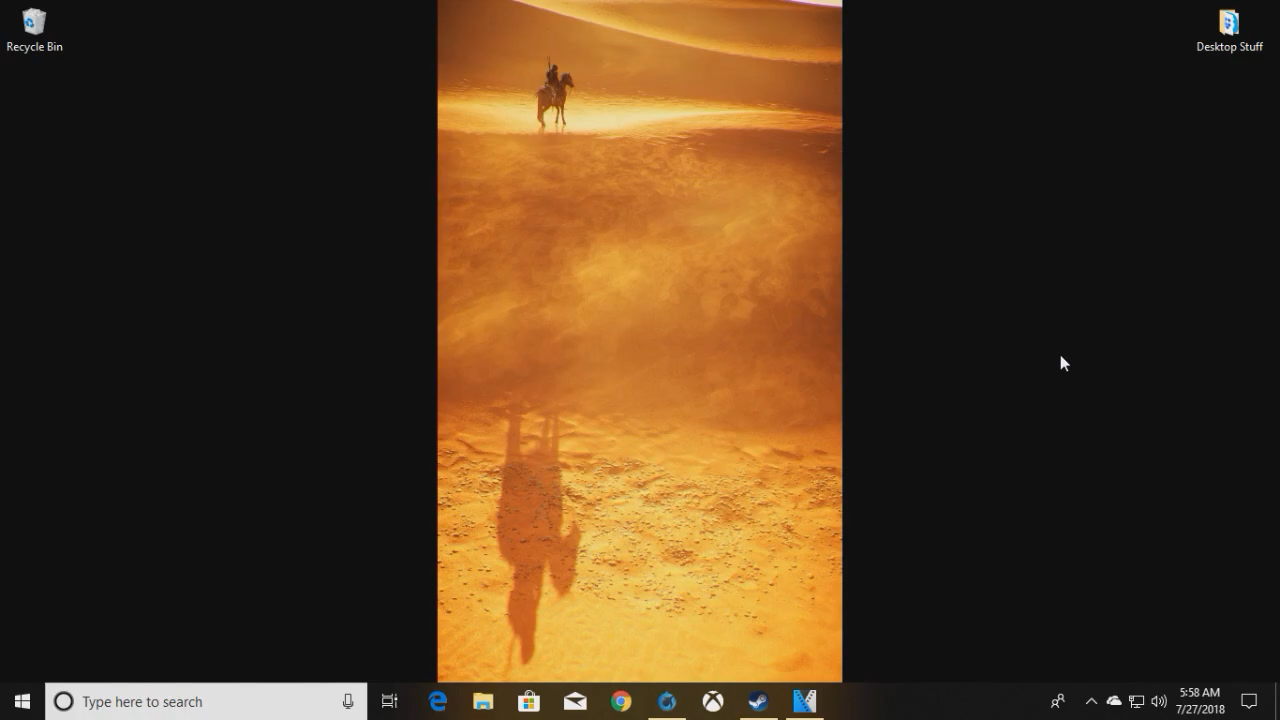 Recycle Bin
Desktop Stuff
Type here to search
5:58 AM
7/27/2018